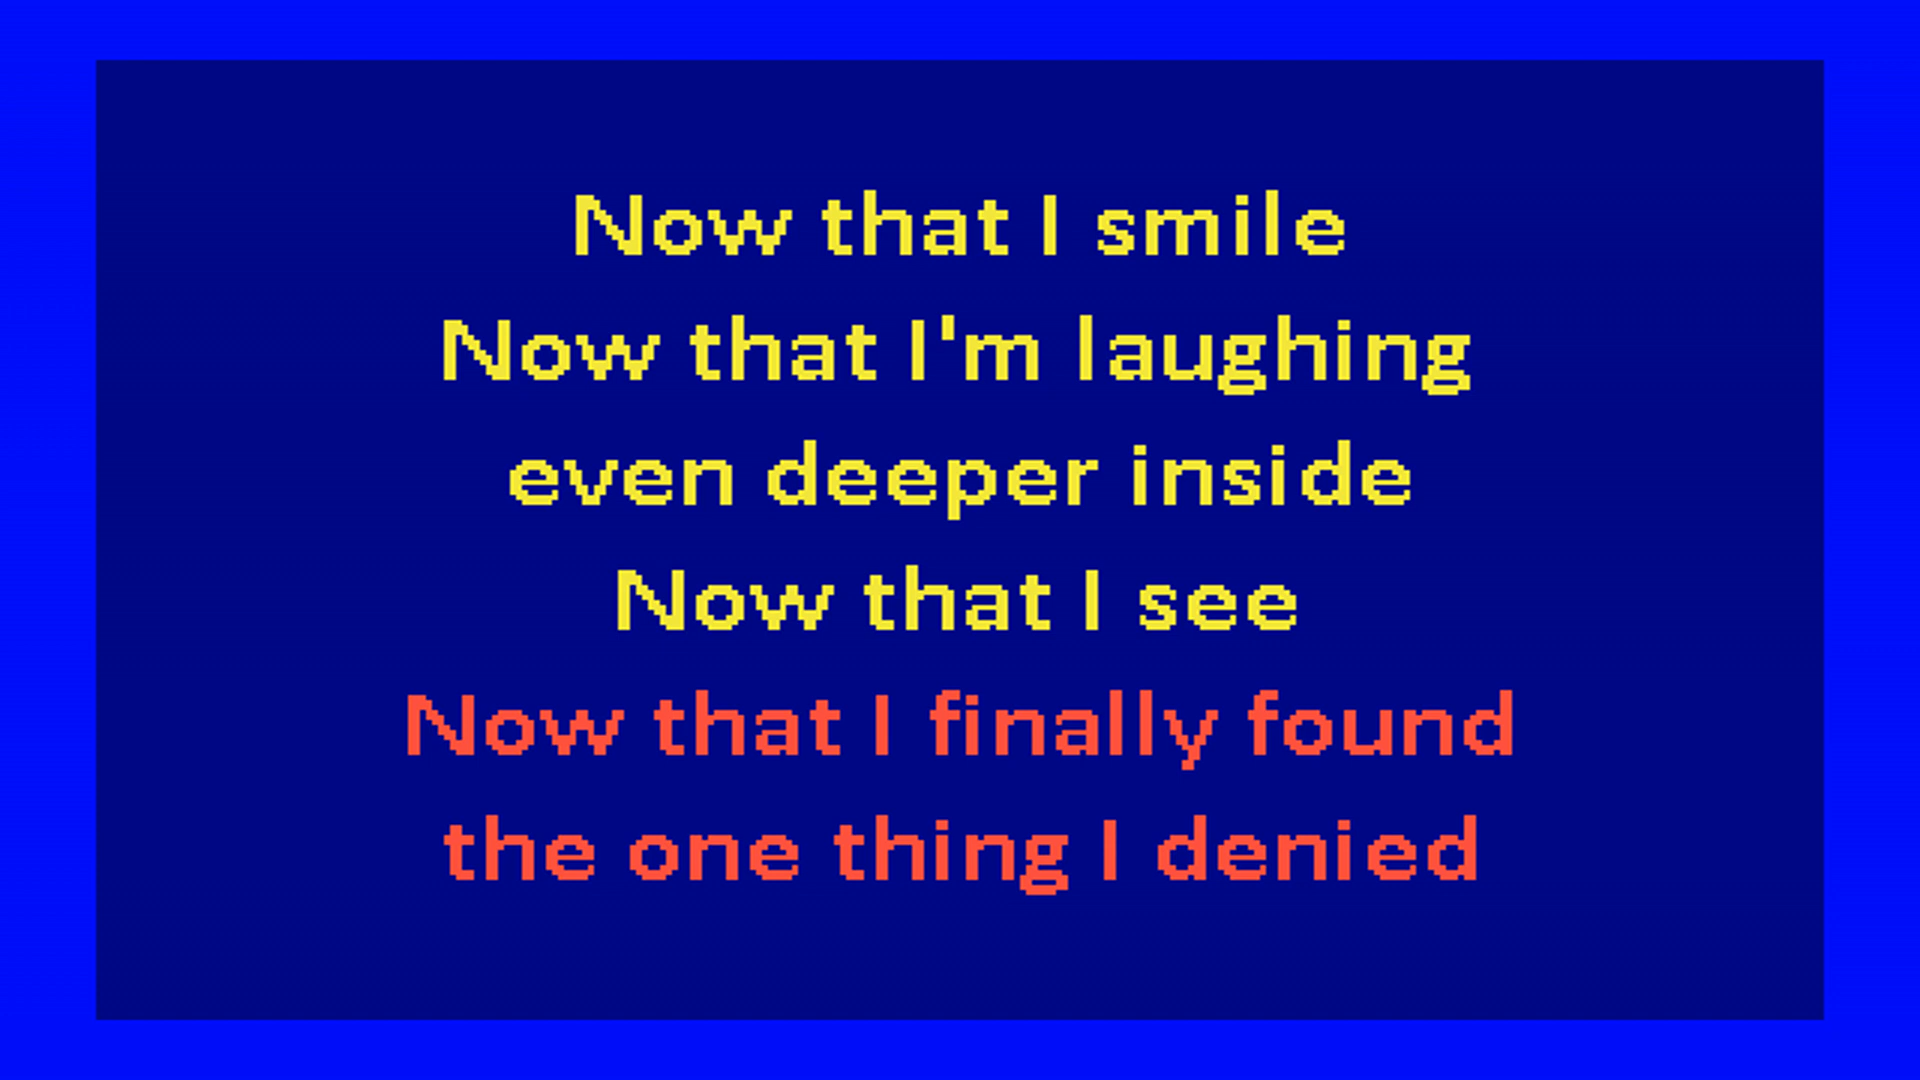 Now that I smile
Now that I'm laughing
even deeper inside
Now that I see
Now that I finally found
the one thing I denied